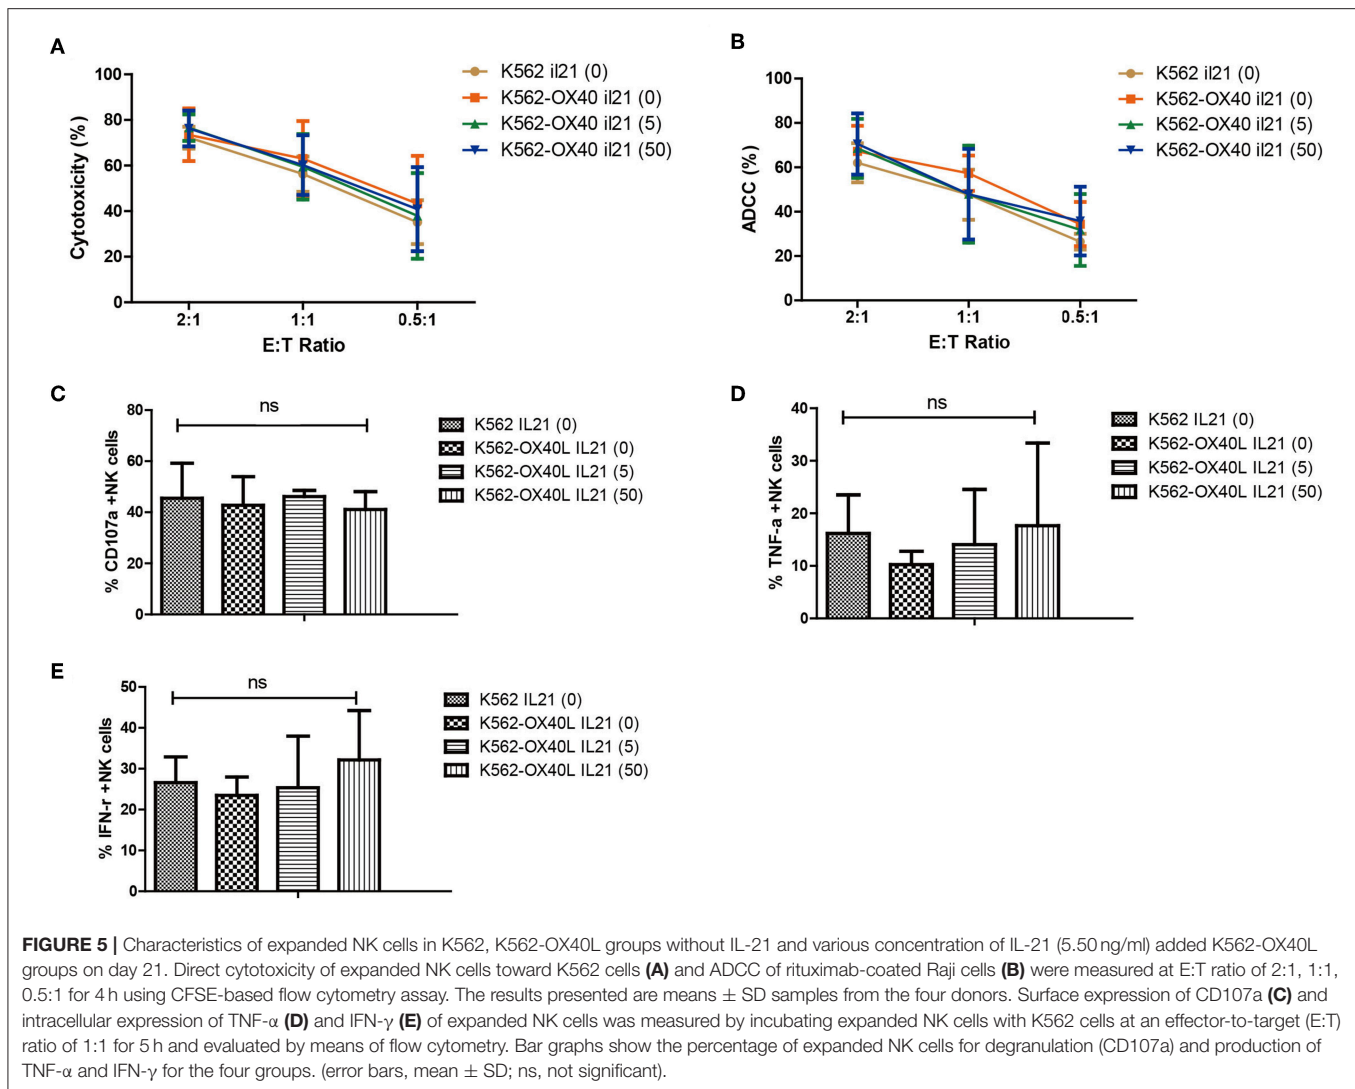 A
100
80
60
40
20
0
Cytotoxicity (%)
2:1 1:1 0.5:1
E:T Ratio
K562 il21 (0)
K562-OX40 il21 (0)
K562-OX40 il21 (5)
K562-OX40 il21 (50)
B
100
80
60
40
20
0
ADCC (%)
2:1 1:1 0.5:1
E:T Ratio
K562 il21 (0)
K562-OX40 il21 (0)
K562-OX40 il21 (5)
K562-OX40 il21 (50)
C
80
60
40
20
0
% CD107a +NK cells
ns
K562 IL21 (0)
K562-OX40L IL21 (0)
K562-OX40L IL21 (5)
K562-OX40L IL21 (50)
D
40
30
20
10
0
% TNF-a +NK cells
ns
K562 IL21 (0)
K562-OX40L IL21 (0)
K562-OX40L IL21 (5)
K562-OX40L IL21 (50)
E
50
40
30
20
10
0
% IFN-r +NK cells
ns
K562 IL21 (0)
K562-OX40L IL21 (0)
K562-OX40L IL21 (5)
K562-OX40L IL21 (50)
FIGURE 5 | Characteristics of expanded NK cells in K562, K562-OX40L groups without IL-21 and various concentration of IL-21 (5.50 ng/ml) added K562-OX40L
groups on day 21. Direct cytotoxicity of expanded NK cells toward K562 cells (A) and ADCC of rituximab-coated Raji cells (B) were measured at E:T ratio of 2:1, 1:1,
0.5:1 for 4 h using CFSE-based flow cytometry assay. The results presented are means ± SD samples from the four donors. Surface expression of CD107a (C) and
intracellular expression of TNF-α (D) and IFN-γ (E) of expanded NK cells was measured by incubating expanded NK cells with K562 cells at an effector-to-target (E:T)
ratio of 1:1 for 5 h and evaluated by means of flow cytometry. Bar graphs show the percentage of expanded NK cells for degranulation (CD107a) and production of
TNF-α and IFN-γ for the four groups. (error bars, mean ± SD; ns, not significant).